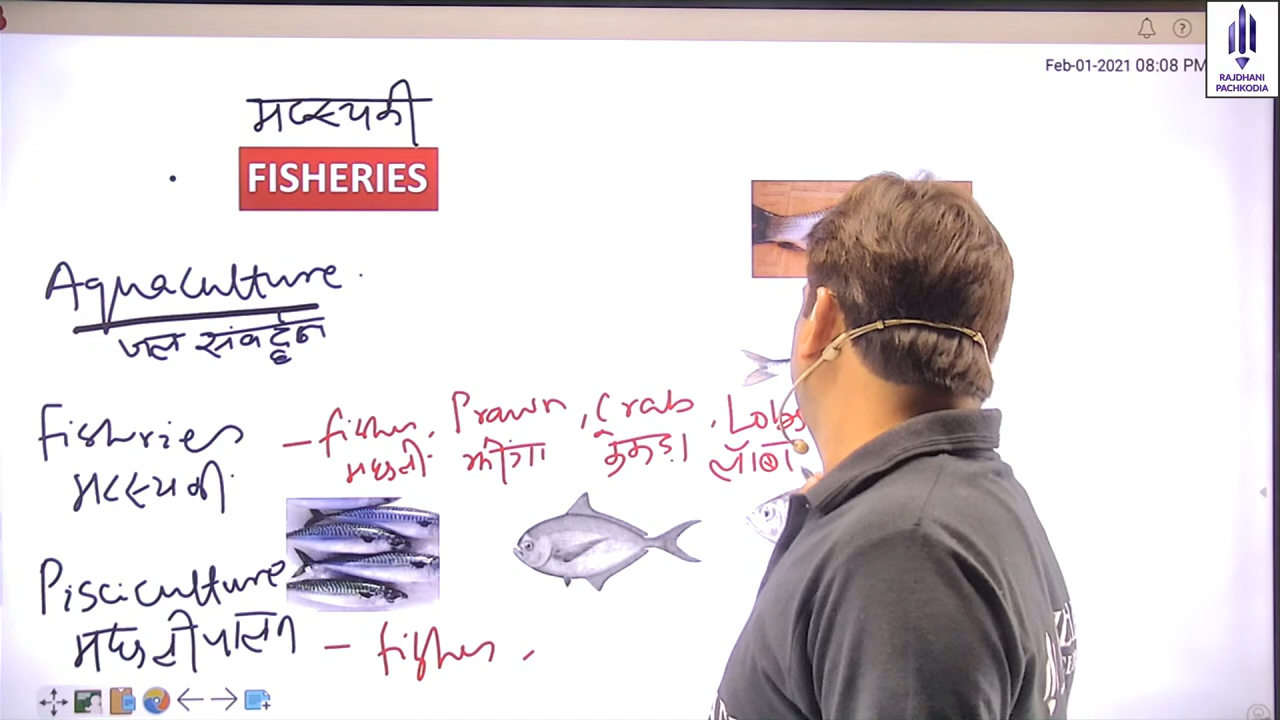 Feb-01-2021 08:08 PM
RAJDHANI
PACHKODIA
मत्स्यकी
FISHERIES
Aquaculture
जल संवर्द्धन
Fisheries – fishes, Prawn, Crab, Lobs
मत्स्यकी मछली झींगा केकड़ा
Pisciculture
मछलीपालन – fishes,